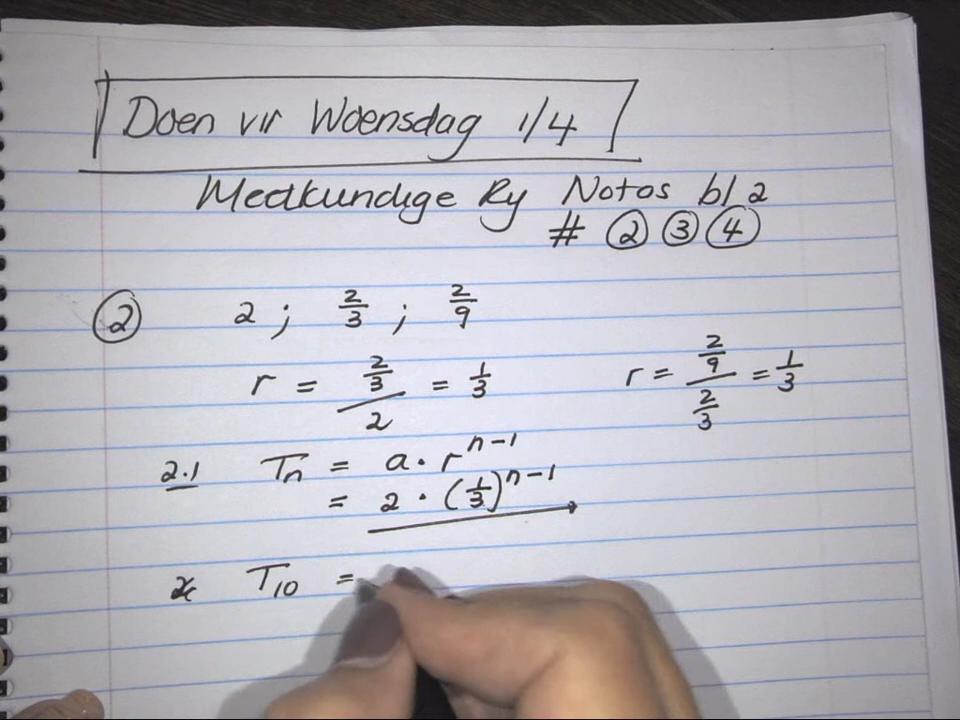 Doen vir Woensdag 1/4
Meetkundige Ry Notas bl 2
# ② ③ ④
② 2 ; 2/3 ; 2/9
r = (2/3)/2 = 1/3    r = (2/9)/(2/3) = 1/3
2.1 Tn = a · r^(n-1)
= 2 · (1/3)^(n-1)
T10 =